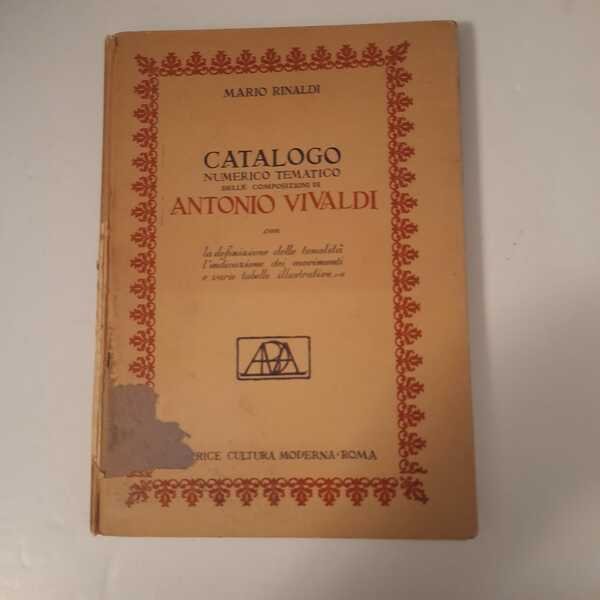 MARIO RINALDI
CATALOGO
NUMERICO TEMATICO
DELLE COMPOSIZIONI DI
ANTONIO VIVALDI
con
la definizione delle tonalità
l'indicazione dei movimenti
e varie tabelle illustrative
RICE CULTURA MODERNA · ROMA